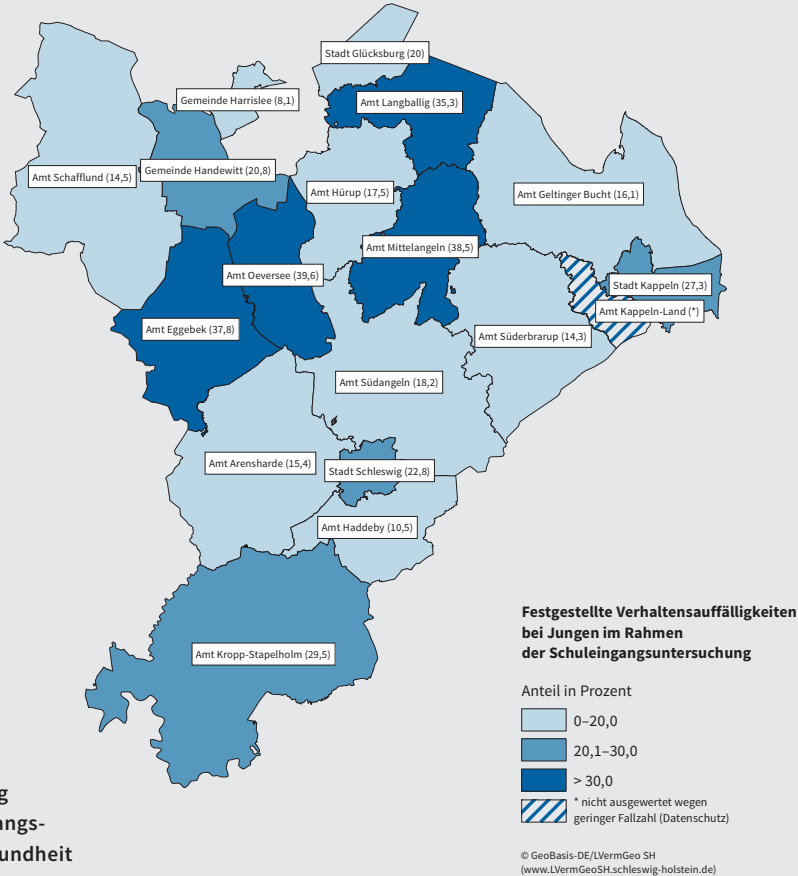 Stadt Glücksburg (20)
Gemeinde Harrislee (8,1)
Amt Langballig (35,3)
Amt Schafflund (14,5)
Gemeinde Handewitt (20,8)
Amt Hürup (17,5)
Amt Geltinger Bucht (16,1)
Amt Mittelangeln (38,5)
Amt Oeversee (39,6)
Stadt Kappeln (27,3)
Amt Kappeln-Land (*)
Amt Eggebek (37,8)
Amt Süderbrarup (14,3)
Amt Südangeln (18,2)
Amt Arensharde (15,4)
Stadt Schleswig (22,8)
Amt Haddeby (10,5)
Amt Kropp-Stapelholm (29,5)
Festgestellte Verhaltensauffälligkeiten
bei Jungen im Rahmen
der Schuleingangsuntersuchung
Anteil in Prozent
0–20,0
20,1–30,0
> 30,0
* nicht ausgewertet wegen
geringer Fallzahl (Datenschutz)
g
angs-
undheit
© GeoBasis-DE/LVermGeo SH
(www.LVermGeoSH.schleswig-holstein.de)